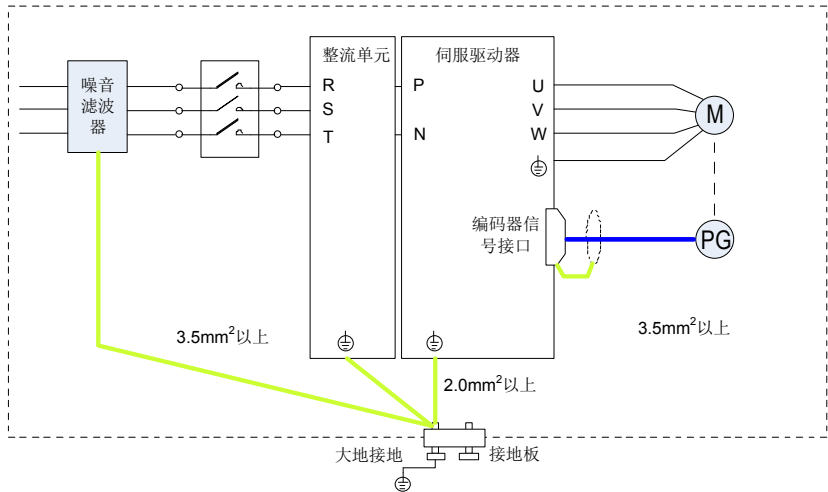 整流单元
伺服驱动器
噪音
滤波
器
R
S
T
P
N
U
V
W
M
编码器信
号接口
PG
3.5mm²以上
3.5mm²以上
2.0mm²以上
大地接地
接地板